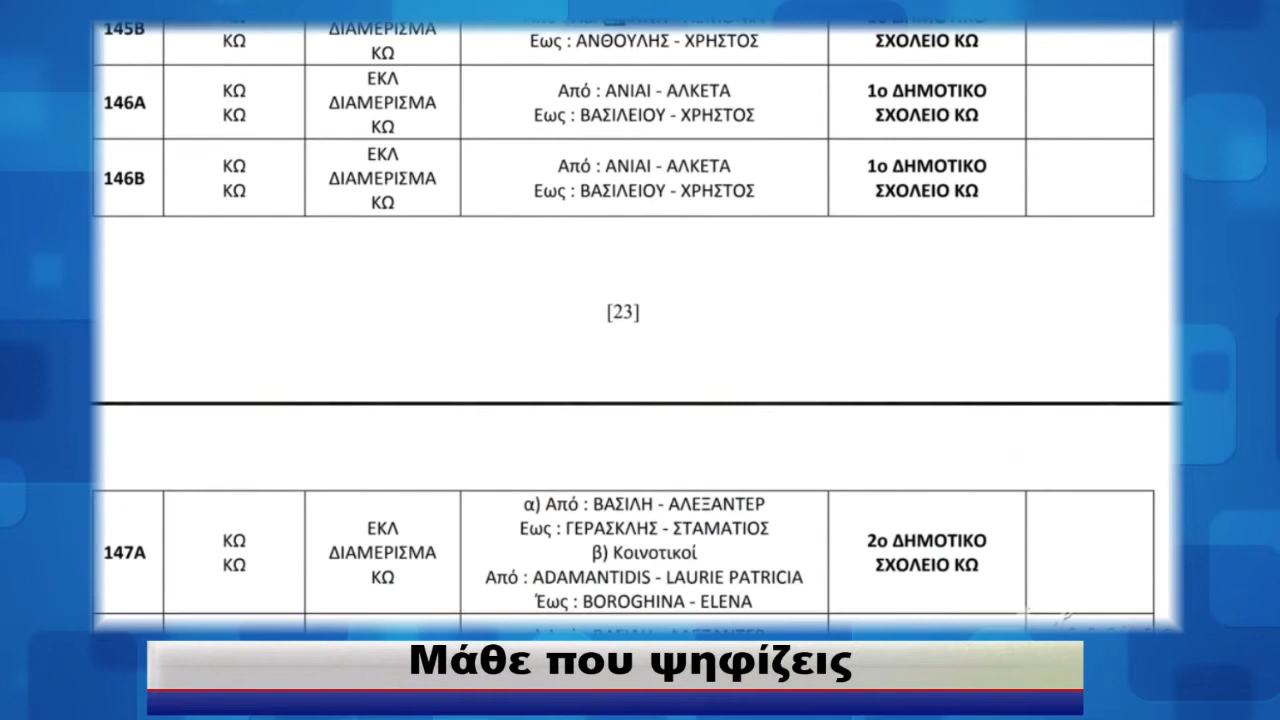 145Β
ΚΩ
ΔΙΑΜΕΡΙΣΜΑ
ΚΩ
Εως : ΑΝΘΟΥΛΗΣ - ΧΡΗΣΤΟΣ
ΣΧΟΛΕΙΟ ΚΩ
146Α
ΚΩ
ΚΩ
ΕΚΛ
ΔΙΑΜΕΡΙΣΜΑ
ΚΩ
Από : ΑΝΙΑΙ - ΑΛΚΕΤΑ
Εως : ΒΑΣΙΛΕΙΟΥ - ΧΡΗΣΤΟΣ
1ο ΔΗΜΟΤΙΚΟ
ΣΧΟΛΕΙΟ ΚΩ
146Β
ΚΩ
ΚΩ
ΕΚΛ
ΔΙΑΜΕΡΙΣΜΑ
ΚΩ
Από : ΑΝΙΑΙ - ΑΛΚΕΤΑ
Εως : ΒΑΣΙΛΕΙΟΥ - ΧΡΗΣΤΟΣ
1ο ΔΗΜΟΤΙΚΟ
ΣΧΟΛΕΙΟ ΚΩ
[23]
147Α
ΚΩ
ΚΩ
ΕΚΛ
ΔΙΑΜΕΡΙΣΜΑ
ΚΩ
α) Από : ΒΑΣΙΛΗ - ΑΛΕΞΑΝΤΕΡ
Εως : ΓΕΡΑΣΚΛΗΣ - ΣΤΑΜΑΤΙΟΣ
β) Κοινοτικοί
Από : ADAMANTIDIS - LAURIE PATRICIA
Έως : BOROGHINA - ELENA
2ο ΔΗΜΟΤΙΚΟ
ΣΧΟΛΕΙΟ ΚΩ
Μάθε που ψηφίζεις